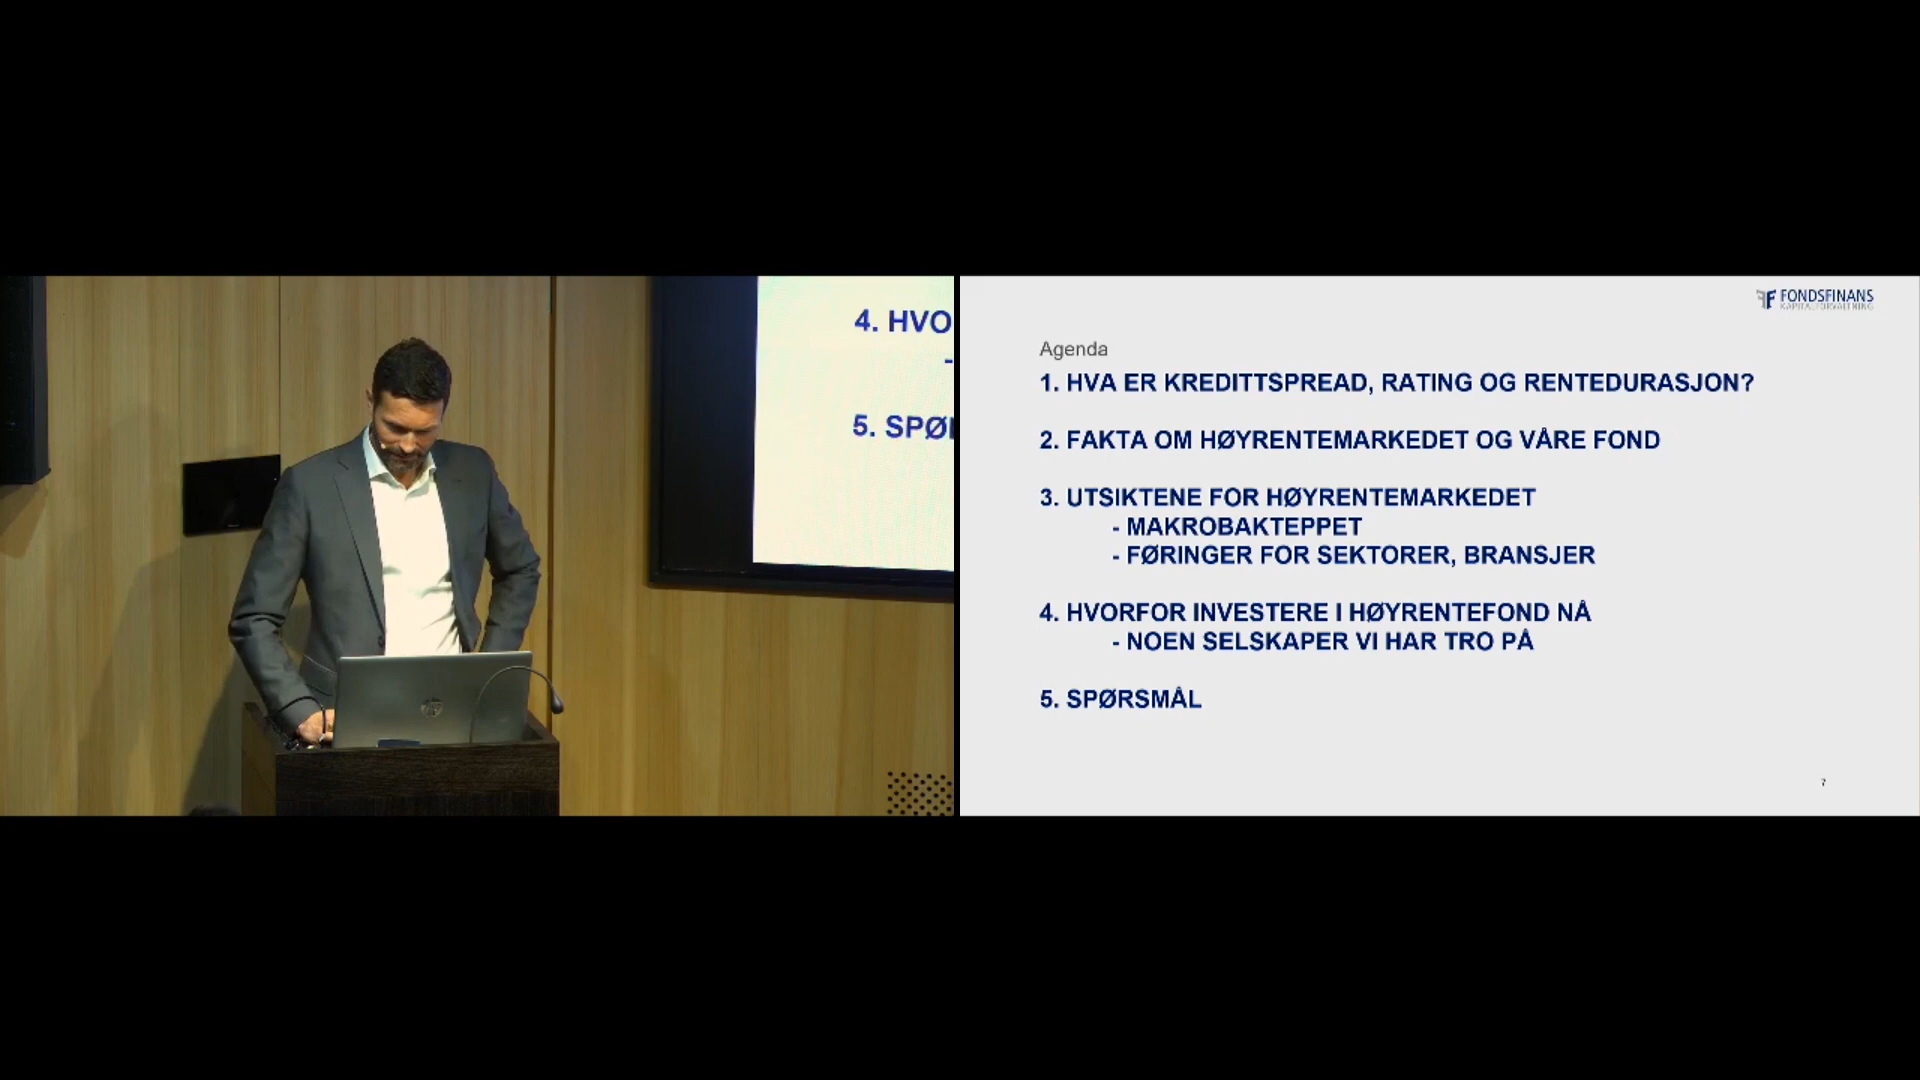 4. HVO
-
5. SPØ
FONDSFINANS
KAPITALFORVALTNING
Agenda
1. HVA ER KREDITTSPREAD, RATING OG RENTEDURASJON?
2. FAKTA OM HØYRENTEMARKEDET OG VÅRE FOND
3. UTSIKTENE FOR HØYRENTEMARKEDET
- MAKROBAKTEPPET
- FØRINGER FOR SEKTORER, BRANSJER
4. HVORFOR INVESTERE I HØYRENTEFOND NÅ
- NOEN SELSKAPER VI HAR TRO PÅ
5. SPØRSMÅL
7